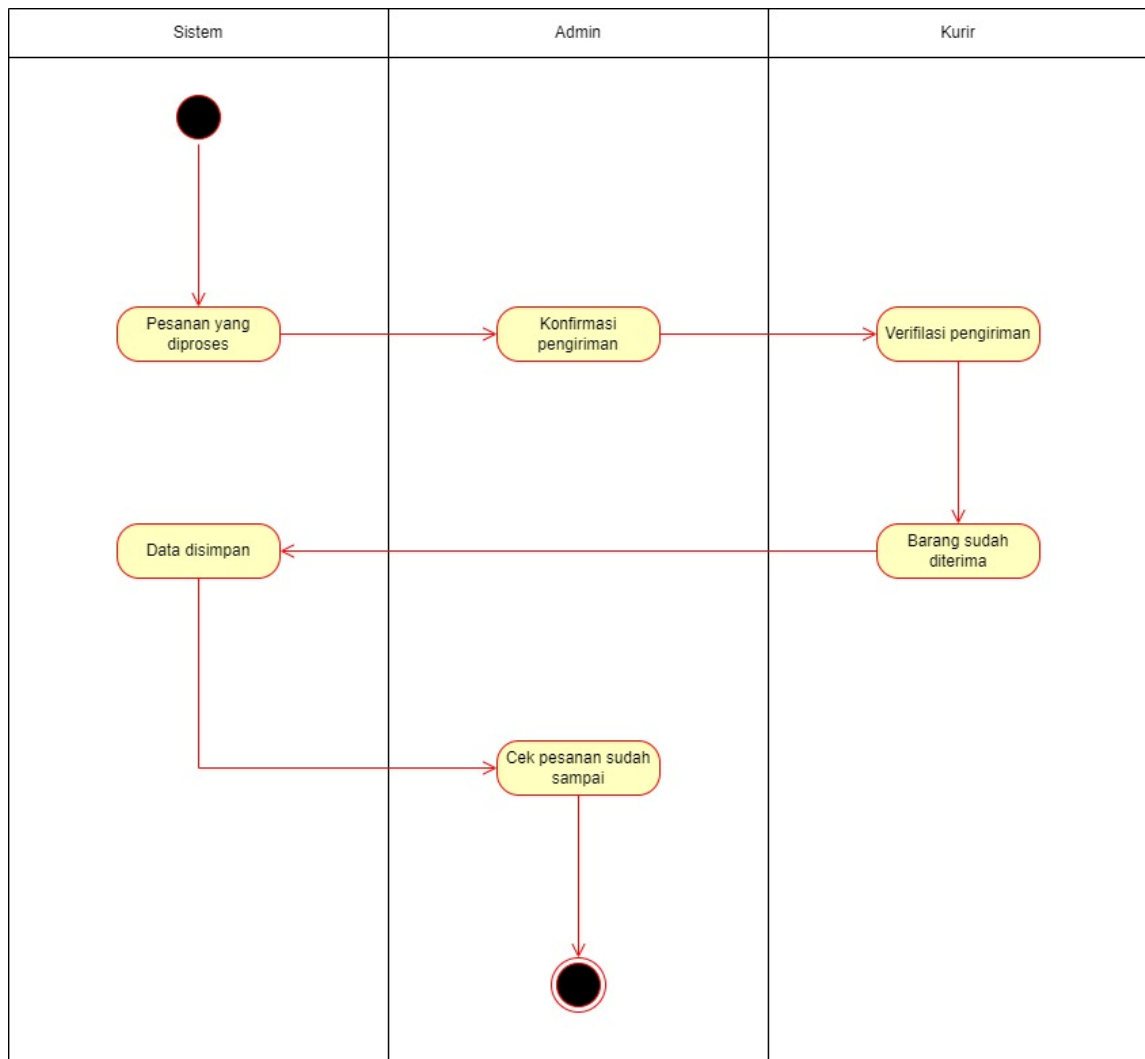 Sistem
Admin
Kurir
Pesanan yang
diproses
Konfirmasi
pengiriman
Verifilasi pengiriman
Data disimpan
Barang sudah
diterima
Cek pesanan sudah
sampai